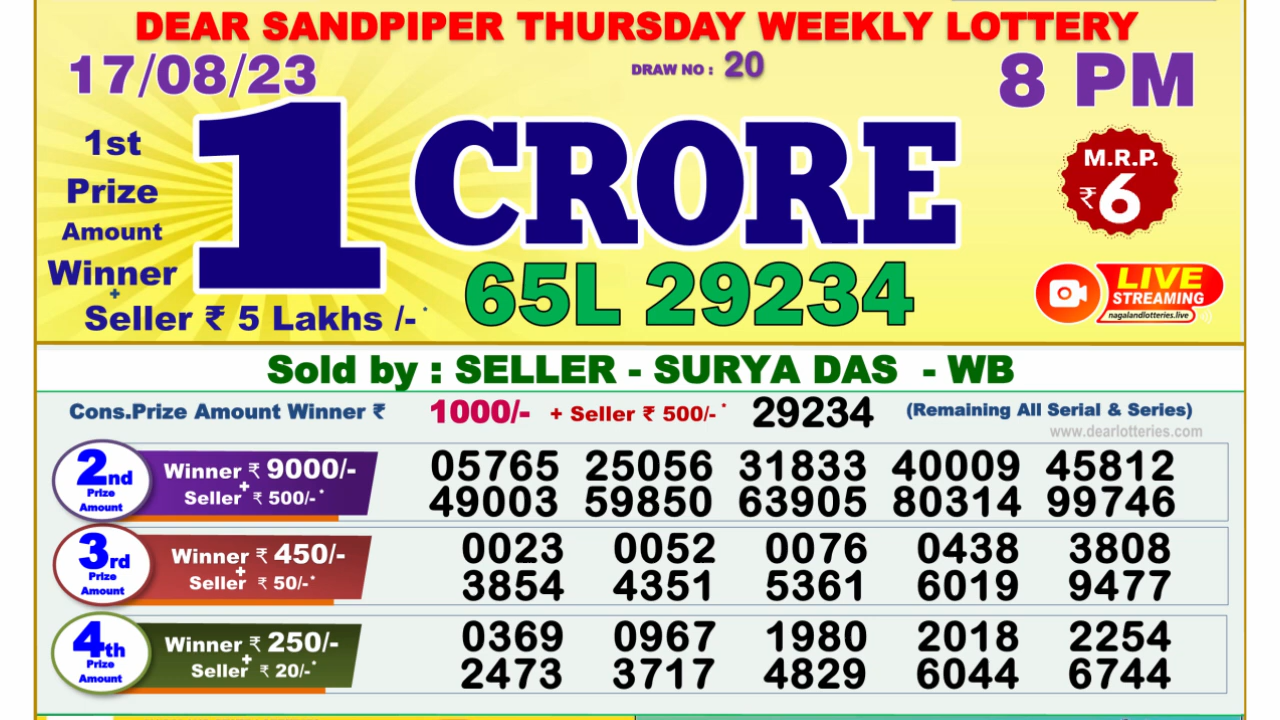 DEAR SANDPIPER THURSDAY WEEKLY LOTTERY
17/08/23
DRAW NO : 20
8 PM
1st
Prize
Amount
Winner
+
Seller ₹ 5 Lakhs /-*
1 CRORE
65L 29234
M.R.P.
₹6
LIVE
STREAMING
nagalandlotteries.live
Sold by : SELLER - SURYA DAS - WB
Cons.Prize Amount Winner ₹ 1000/- + Seller ₹ 500/-* 29234 (Remaining All Serial & Series)
www.dearlotteries.com
2nd
Prize
Amount
Winner ₹ 9000/-
+
Seller ₹ 500/-*
05765 25056 31833 40009 45812
49003 59850 63905 80314 99746
3rd
Prize
Amount
Winner ₹ 450/-
+
Seller ₹ 50/-*
0023 0052 0076 0438 3808
3854 4351 5361 6019 9477
4th
Prize
Amount
Winner ₹ 250/-
+
Seller ₹ 20/-*
0369 0967 1980 2018 2254
2473 3717 4829 6044 6744